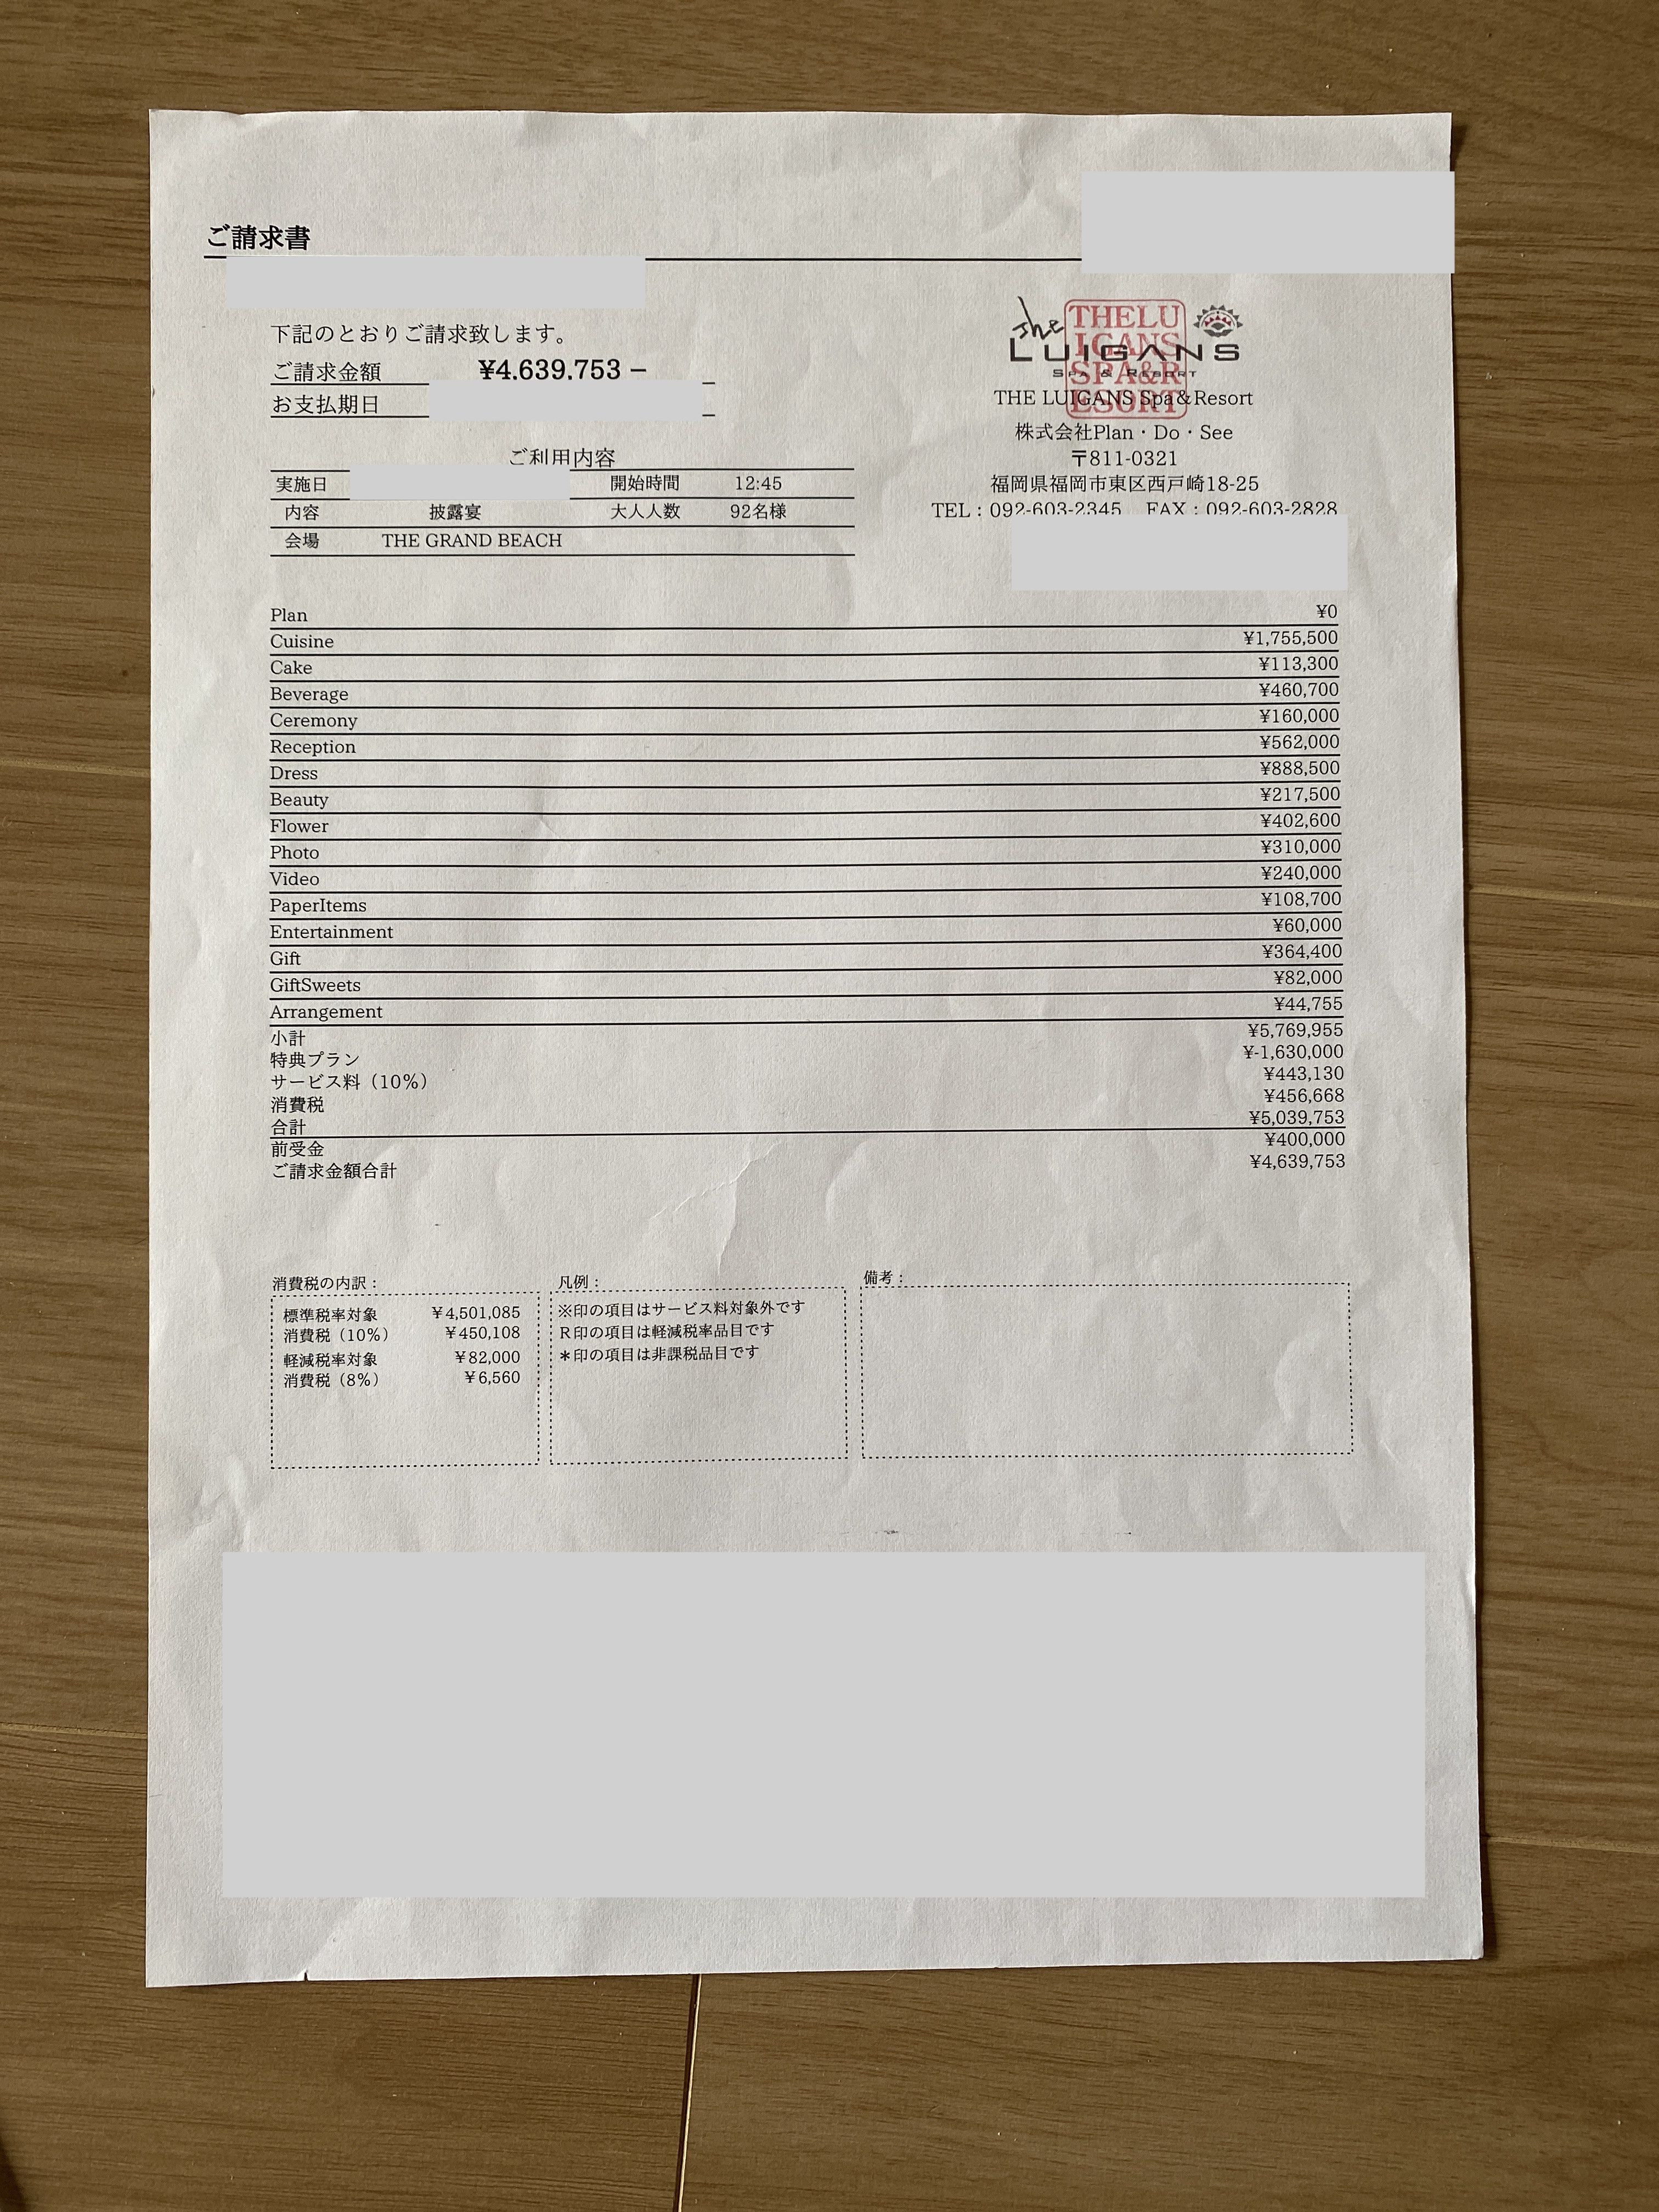 ご請求書
下記のとおりご請求致します。
ご請求金額 ¥4,639,753 –
お支払期日
The
LUIGANS
SPA & RESORT
THELU
IGANS
SPA&R
ESORT
THE LUIGANS Spa&Resort
株式会社Plan・Do・See
〒811-0321
福岡県福岡市東区西戸崎18-25
TEL：092-603-2345 FAX：092-603-2828
ご利用内容
実施日 開始時間 12:45
内容 披露宴 大人人数 92名様
会場 THE GRAND BEACH
Plan ¥0
Cuisine ¥1,755,500
Cake ¥113,300
Beverage ¥460,700
Ceremony ¥160,000
Reception ¥562,000
Dress ¥888,500
Beauty ¥217,500
Flower ¥402,600
Photo ¥310,000
Video ¥240,000
PaperItems ¥108,700
Entertainment ¥60,000
Gift ¥364,400
GiftSweets ¥82,000
Arrangement ¥44,755
小計 ¥5,769,955
特典プラン ¥-1,630,000
サービス料（10%） ¥443,130
消費税 ¥456,668
合計 ¥5,039,753
前受金 ¥400,000
ご請求金額合計 ¥4,639,753
消費税の内訳：
標準税率対象 ¥4,501,085
消費税（10%） ¥450,108
軽減税率対象 ¥82,000
消費税（8%） ¥6,560
凡例：
※印の項目はサービス料対象外です
R印の項目は軽減税率品目です
＊印の項目は非課税品目です
備考：